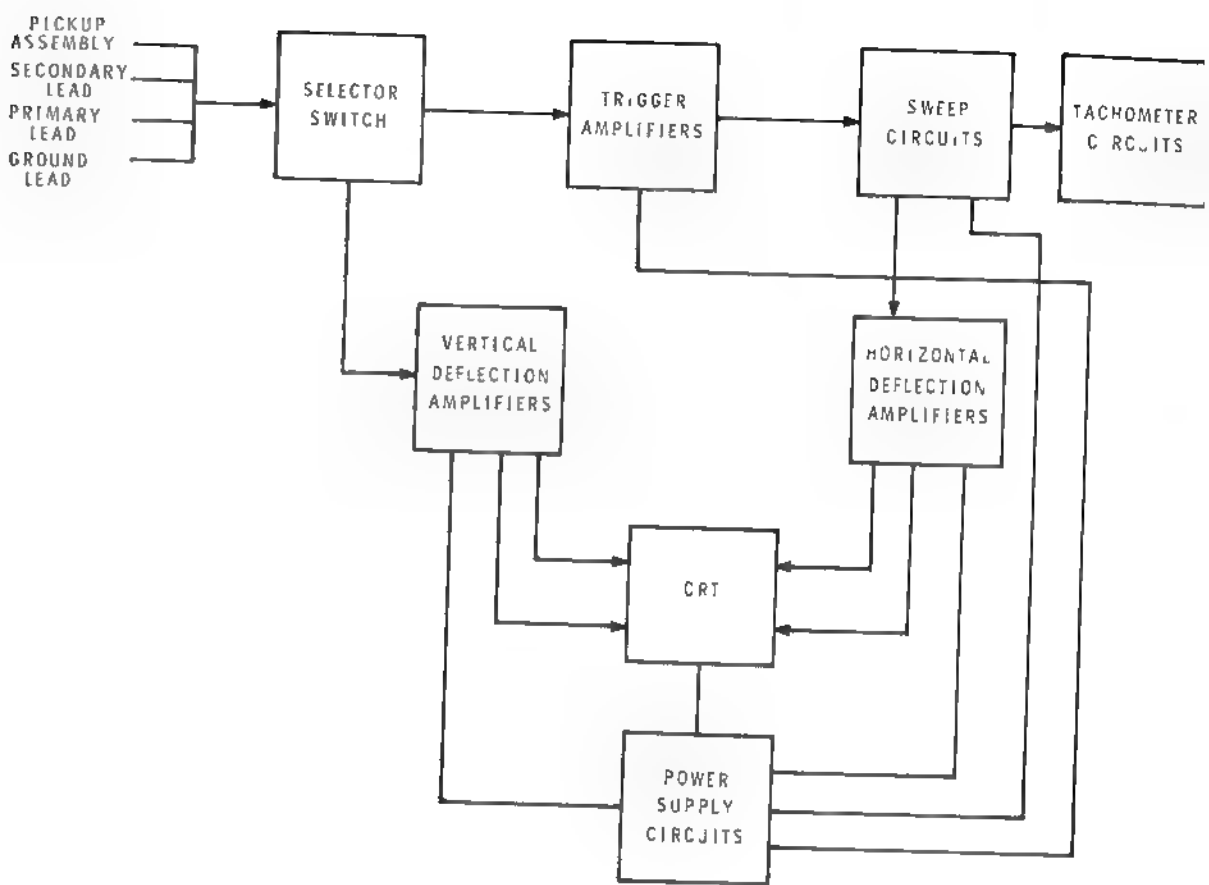 PICKUP
ASSEMBLY
SECONDARY
LEAD
PRIMARY
LEAD
GROUND
LEAD
SELECTOR
SWITCH
TRIGGER
AMPLIFIERS
SWEEP
CIRCUITS
TACHOMETER
CIRCUITS
VERTICAL
DEFLECTION
AMPLIFIERS
HORIZONTAL
DEFLECTION
AMPLIFIERS
CRT
POWER
SUPPLY
CIRCUITS